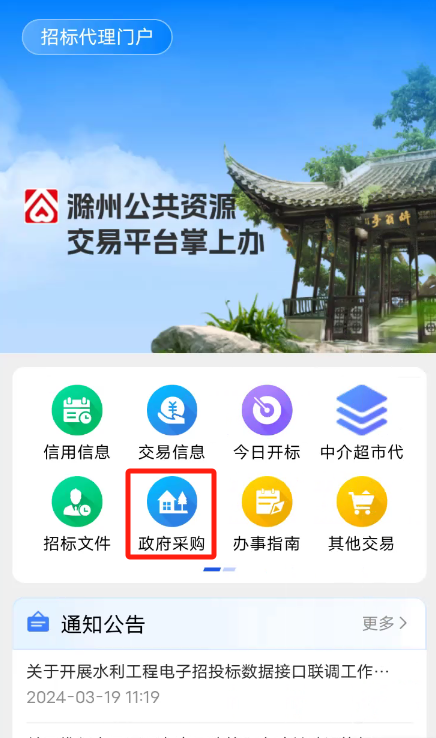 招标代理门户
滁州公共资源
交易平台掌上办
信用信息
交易信息
今日开标
中介超市代
招标文件
政府采购
办事指南
其他交易
通知公告
更多
关于开展水利工程电子招投标数据接口联调工作…
2024-03-19 11:19